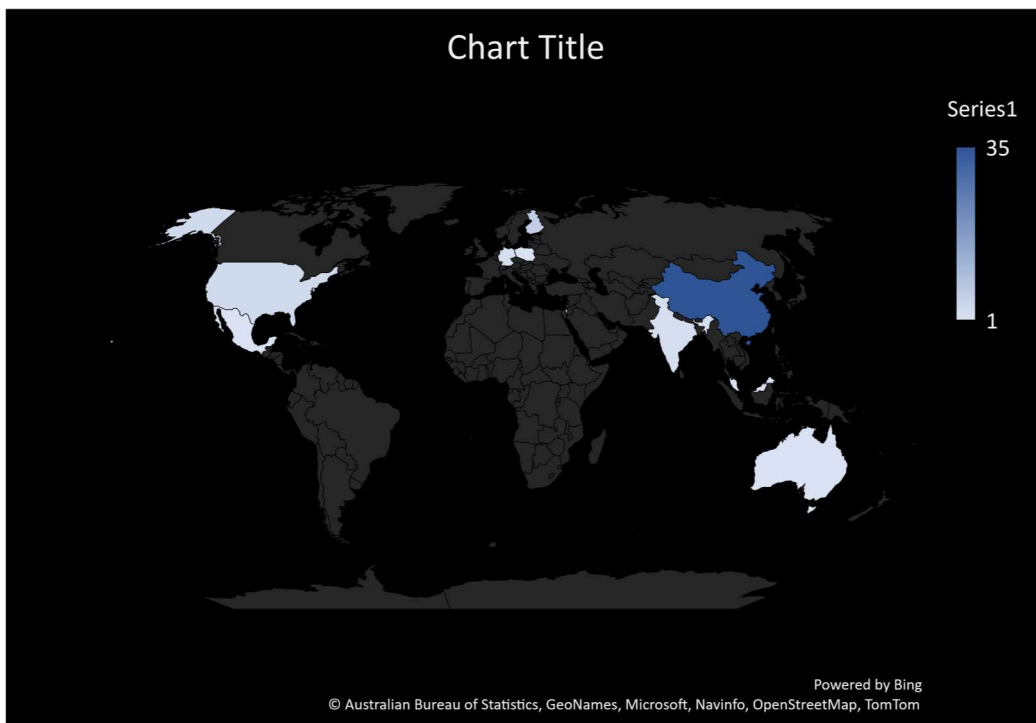 Chart Title
Series1
35
1
Powered by Bing
© Australian Bureau of Statistics, GeoNames, Microsoft, Navinfo, OpenStreetMap, TomTom